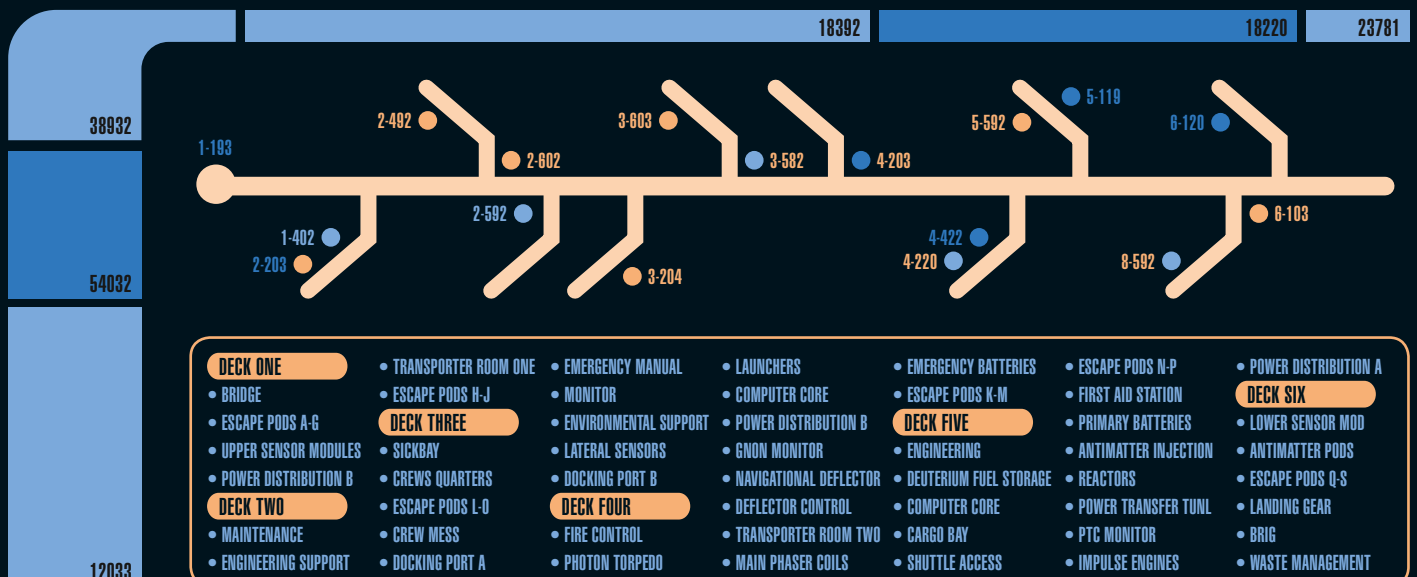 18392
18220
23781
38932
54032
12033
5-119
2-492
3-603
5-592
6-120
1-193
2-602
3-582
4-203
2-592
6-103
1-402
4-422
2-203
4-220
8-592
3-204
DECK ONE
BRIDGE
ESCAPE PODS A-G
UPPER SENSOR MODULES
POWER DISTRIBUTION B
DECK TWO
MAINTENANCE
ENGINEERING SUPPORT
TRANSPORTER ROOM ONE
ESCAPE PODS H-J
DECK THREE
SICKBAY
CREWS QUARTERS
ESCAPE PODS L-O
CREW MESS
DOCKING PORT A
EMERGENCY MANUAL
MONITOR
ENVIRONMENTAL SUPPORT
LATERAL SENSORS
DOCKING PORT B
DECK FOUR
FIRE CONTROL
PHOTON TORPEDO
LAUNCHERS
COMPUTER CORE
POWER DISTRIBUTION B
GNON MONITOR
NAVIGATIONAL DEFLECTOR
DEFLECTOR CONTROL
TRANSPORTER ROOM TWO
MAIN PHASER COILS
EMERGENCY BATTERIES
ESCAPE PODS K-M
DECK FIVE
ENGINEERING
DEUTERIUM FUEL STORAGE
COMPUTER CORE
CARGO BAY
SHUTTLE ACCESS
ESCAPE PODS N-P
FIRST AID STATION
PRIMARY BATTERIES
ANTIMATTER INJECTION
REACTORS
POWER TRANSFER TUNL
PTC MONITOR
IMPULSE ENGINES
POWER DISTRIBUTION A
DECK SIX
LOWER SENSOR MOD
ANTIMATTER PODS
ESCAPE PODS Q-S
LANDING GEAR
BRIG
WASTE MANAGEMENT